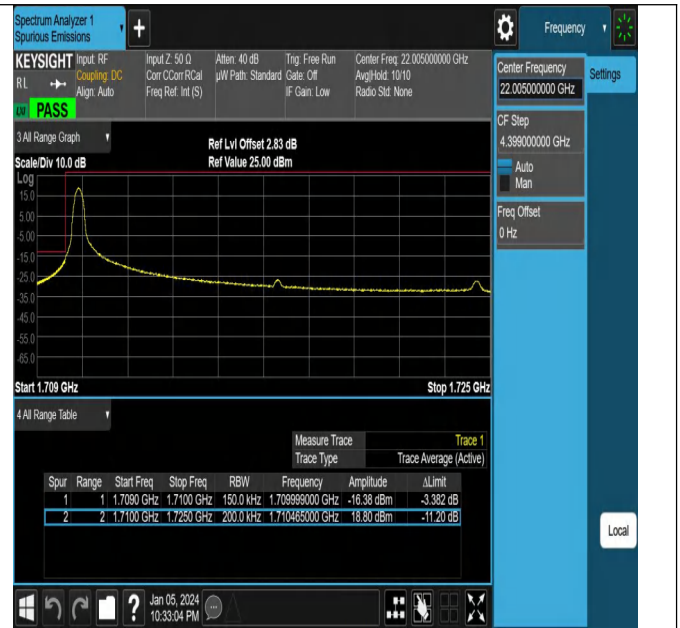 Spectrum Analyzer 1
Spurious Emissions
+
Frequency
KEYSIGHT Input: RF Input Z: 50 Ω Atten: 40 dB Trig: Free Run Center Freq: 22.005000000 GHz
RL Coupling: DC Corr CCorr RCal µW Path: Standard Gate: Off Avg|Hold: 10/10
Align: Auto Freq Ref: Int (S) IF Gain: Low Radio Std: None
PASS
Center Frequency
22.005000000 GHz
Settings
CF Step
4.399000000 GHz
Auto
Man
Freq Offset
0 Hz
3 All Range Graph
Ref Lvl Offset 2.83 dB
Scale/Div 10.0 dB Ref Value 25.00 dBm
Log
15.0
5.00
-5.00
-15.0
-25.0
-35.0
-45.0
-55.0
-65.0
Start 1.709 GHz Stop 1.725 GHz
4 All Range Table
Measure Trace Trace 1
Trace Type Trace Average (Active)
Spur Range Start Freq Stop Freq RBW Frequency Amplitude ΔLimit
1 1 1.7090 GHz 1.7100 GHz 150.0 kHz 1.709999000 GHz -16.38 dBm -3.382 dB
2 2 1.7100 GHz 1.7250 GHz 200.0 kHz 1.710465000 GHz 18.80 dBm -11.20 dB
Local
? Jan 05, 2024
10:33:04 PM